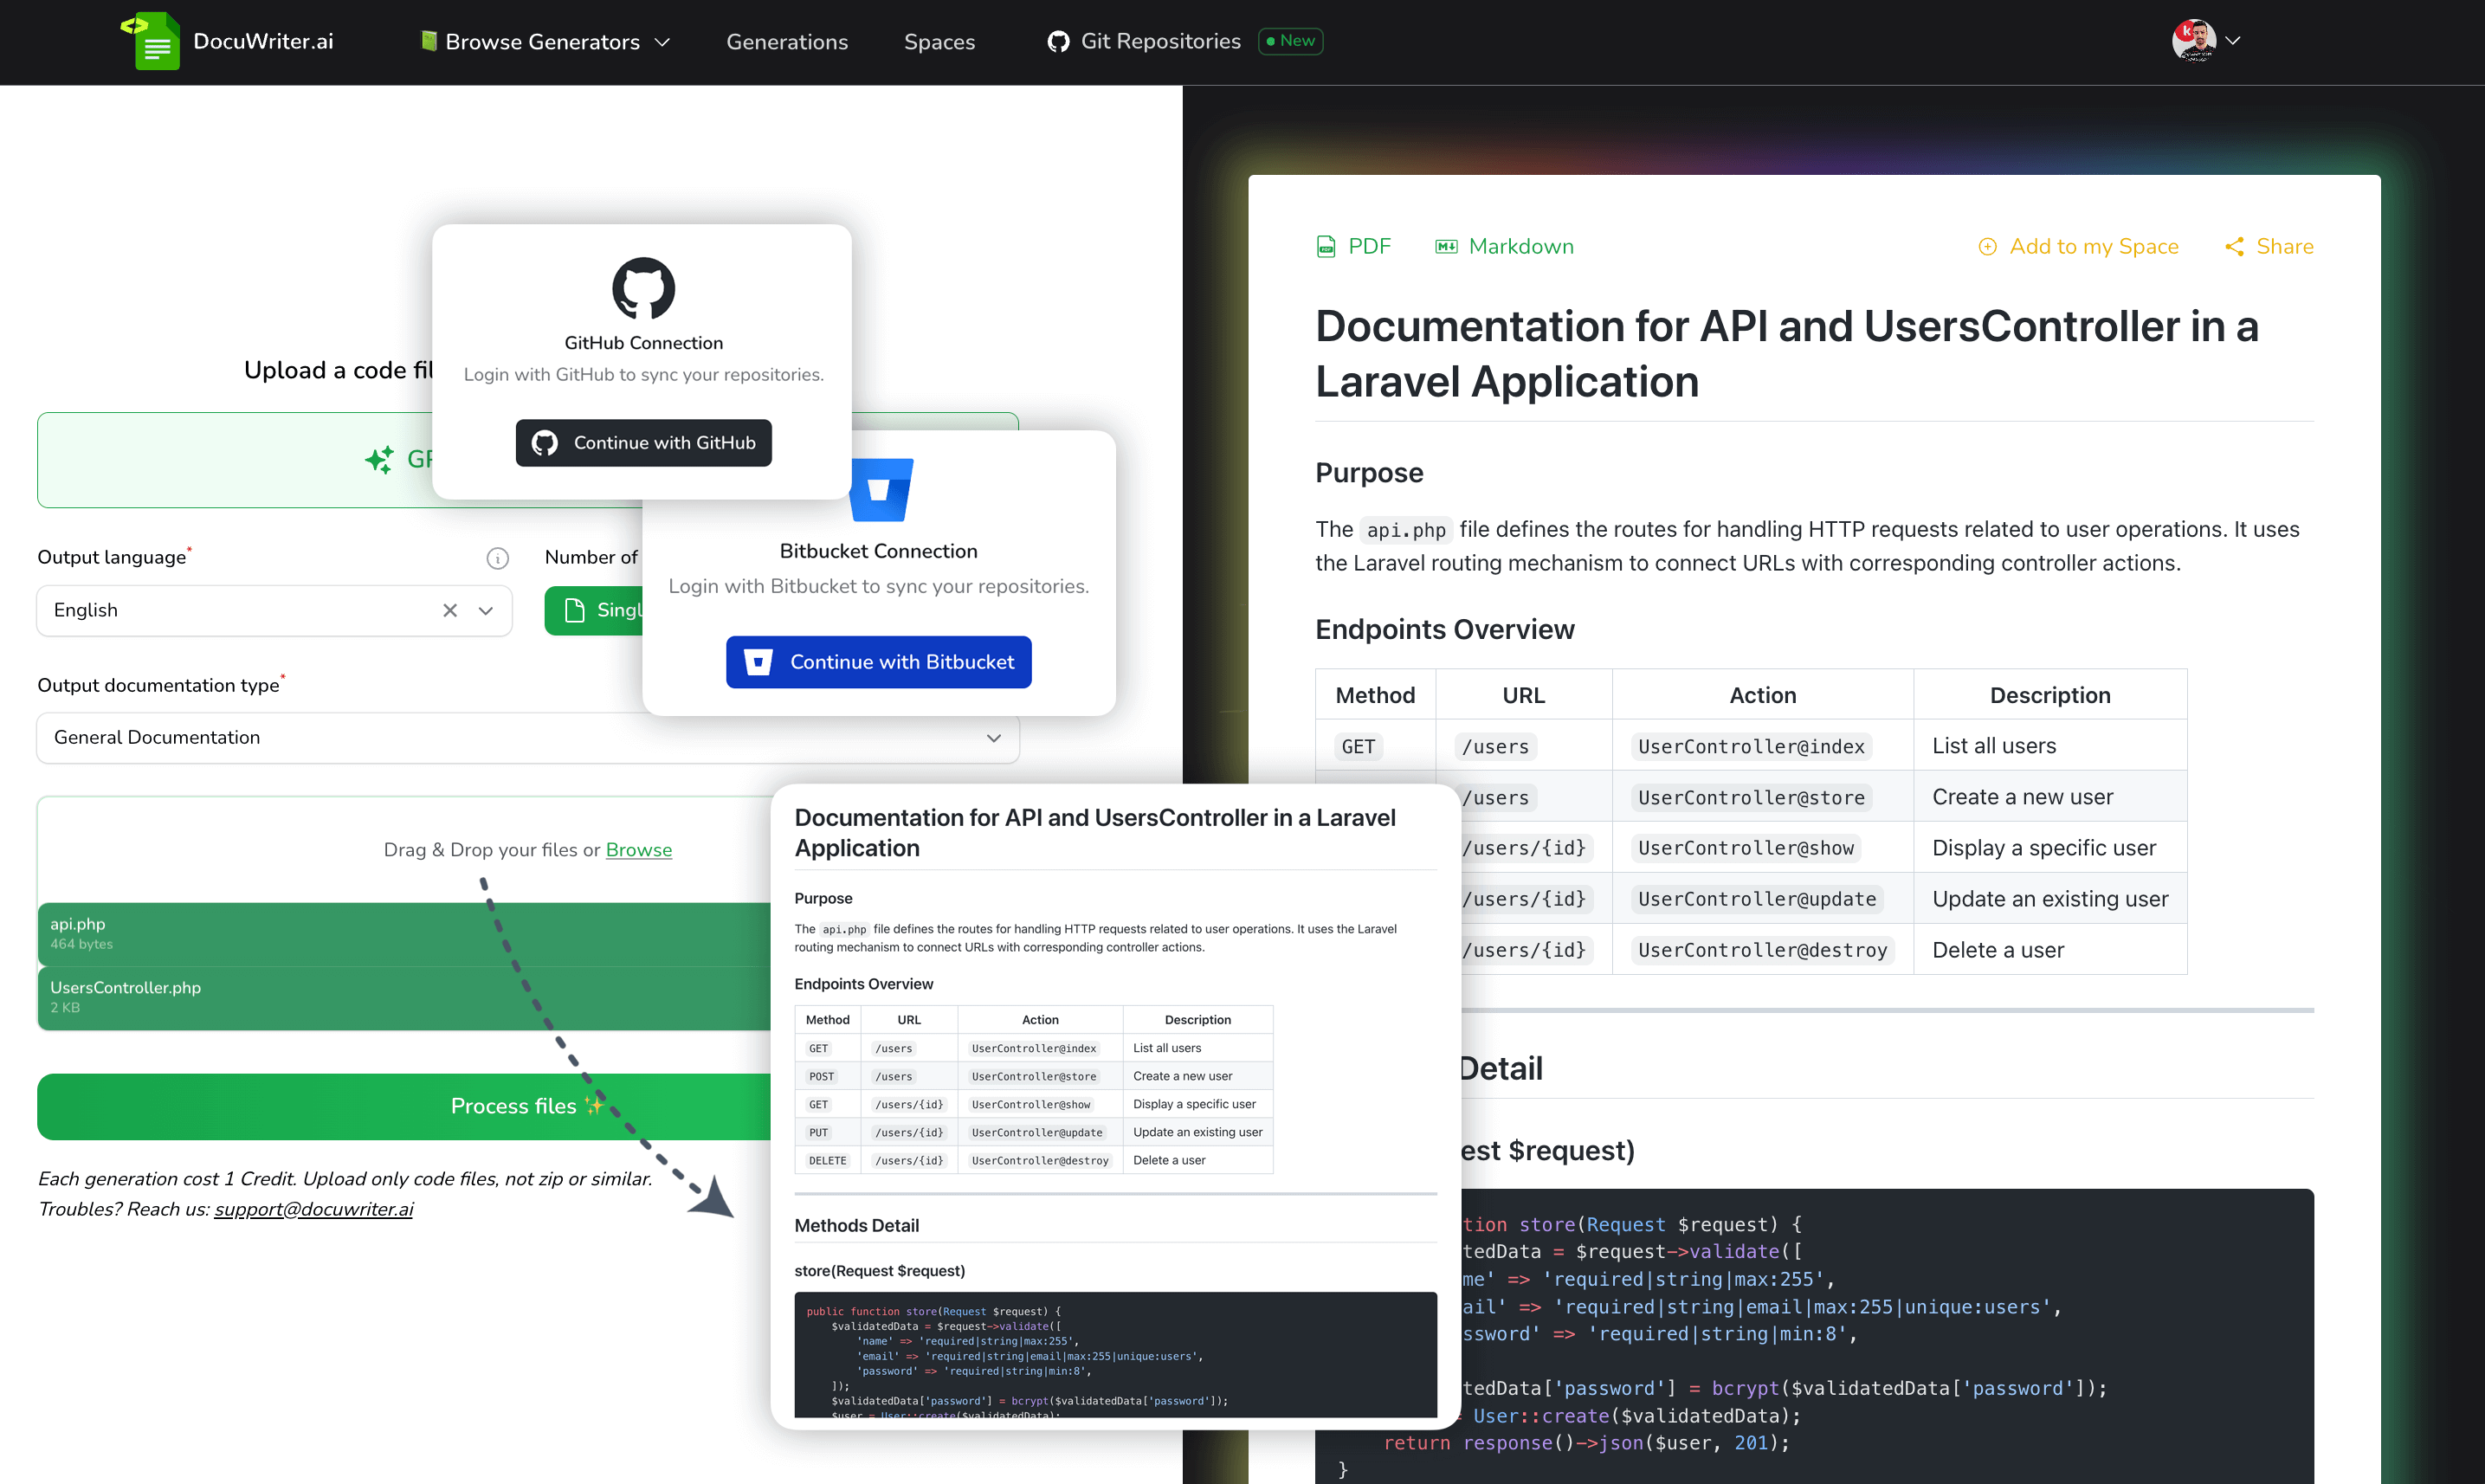 DocuWriter.ai
Browse Generators
Generations
Spaces
Git Repositories
New
Upload a code fil
GitHub Connection
Login with GitHub to sync your repositories.
Continue with GitHub
Bitbucket Connection
Login with Bitbucket to sync your repositories.
Continue with Bitbucket
Output language*
English
Number of
Singl
Output documentation type*
General Documentation
Drag & Drop your files or Browse
api.php
464 bytes
UsersController.php
2 KB
Process files
Each generation cost 1 Credit. Upload only code files, not zip or similar.
Troubles? Reach us: support@docuwriter.ai
Documentation for API and UsersController in a Laravel
Application
Purpose
The api.php file defines the routes for handling HTTP requests related to user operations. It uses the Laravel
routing mechanism to connect URLs with corresponding controller actions.
Endpoints Overview
Method URL Action Description
GET /users UserController@index List all users
POST /users UserController@store Create a new user
GET /users/{id} UserController@show Display a specific user
PUT /users/{id} UserController@update Update an existing user
DELETE /users/{id} UserController@destroy Delete a user
Methods Detail
store(Request $request)
public function store(Request $request) {
$validatedData = $request->validate([
'name' => 'required|string|max:255',
'email' => 'required|string|email|max:255|unique:users',
'password' => 'required|string|min:8',
]);
$validatedData['password'] = bcrypt($validatedData['password']);
$user = User::create($validatedData);
PDF
Markdown
Add to my Space
Share
Documentation for API and UsersController in a
Laravel Application
Purpose
The api.php file defines the routes for handling HTTP requests related to user operations. It uses
the Laravel routing mechanism to connect URLs with corresponding controller actions.
Endpoints Overview
Method URL Action Description
GET /users UserController@index List all users
/users UserController@store Create a new user
/users/{id} UserController@show Display a specific user
/users/{id} UserController@update Update an existing user
/users/{id} UserController@destroy Delete a user
Detail
est $request)
tion store(Request $request) {
tedData = $request->validate([
me' => 'required|string|max:255',
ail' => 'required|string|email|max:255|unique:users',
ssword' => 'required|string|min:8',
tedData['password'] = bcrypt($validatedData['password']);
= User::create($validatedData);
return response()->json($user, 201);
}